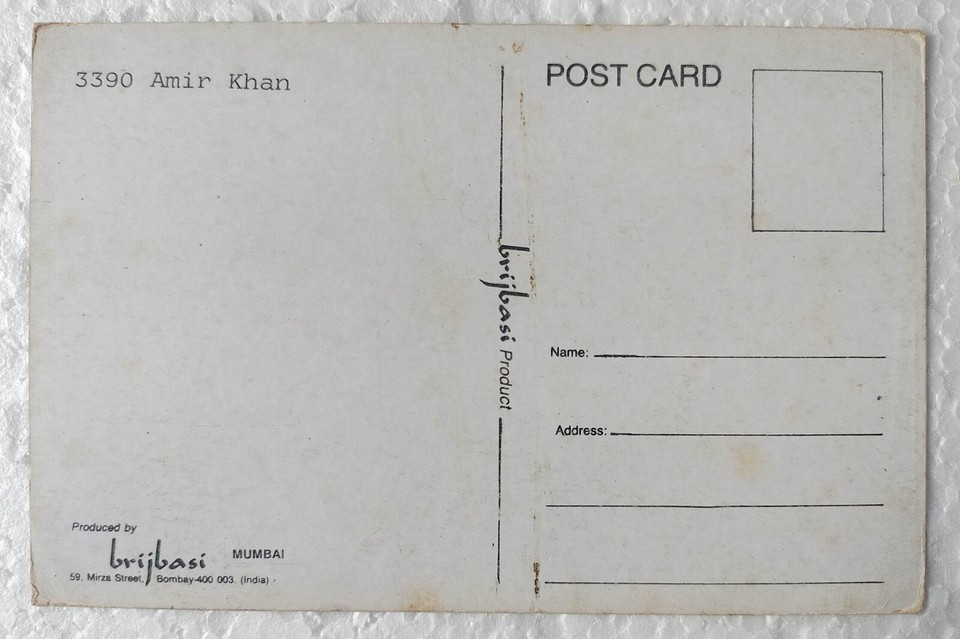 3390 Amir Khan
POST CARD
brijbasi Product
Name:
Address:
Produced by
brijbasi MUMBAI
59, Mirza Street, Bombay-400 003. (India)